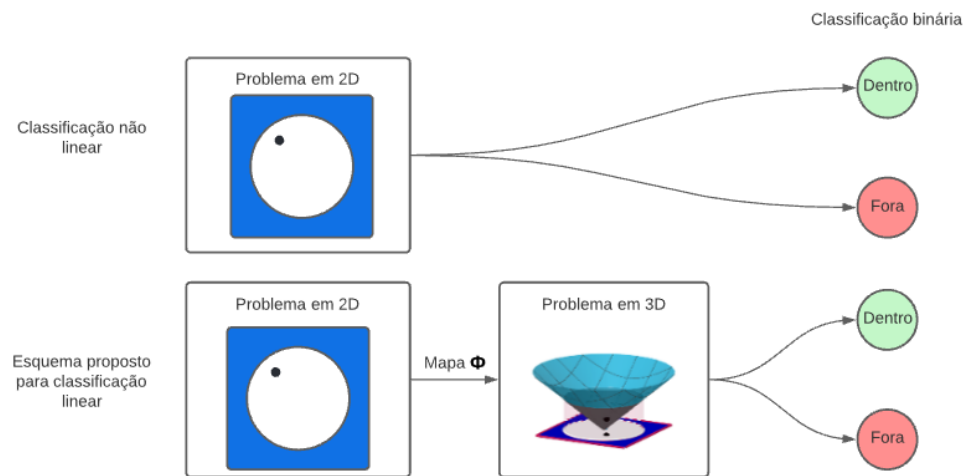 Classificação binária
Problema em 2D
Classificação não
linear
Dentro
Fora
Problema em 2D
Problema em 3D
Esquema proposto
para classificação
linear
Mapa Φ
Dentro
Fora